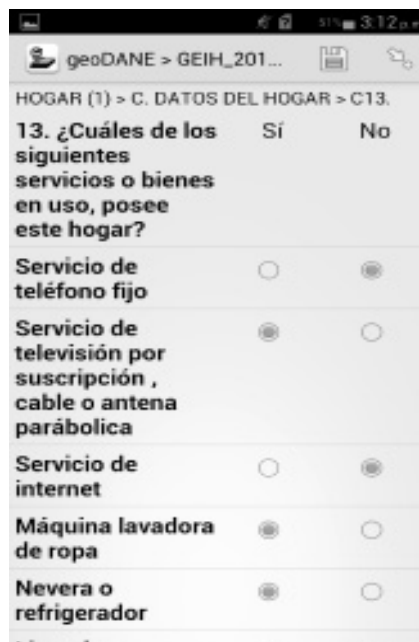 51% 3:12 p.m
geoDANE > GEIH_201...
HOGAR (1) > C. DATOS DEL HOGAR > C13.
13. ¿Cuáles de los Sí No
siguientes
servicios o bienes
en uso, posee
este hogar?
Servicio de
teléfono fijo
Servicio de
televisión por
suscripción ,
cable o antena
parábolica
Servicio de
internet
Máquina lavadora
de ropa
Nevera o
refrigerador